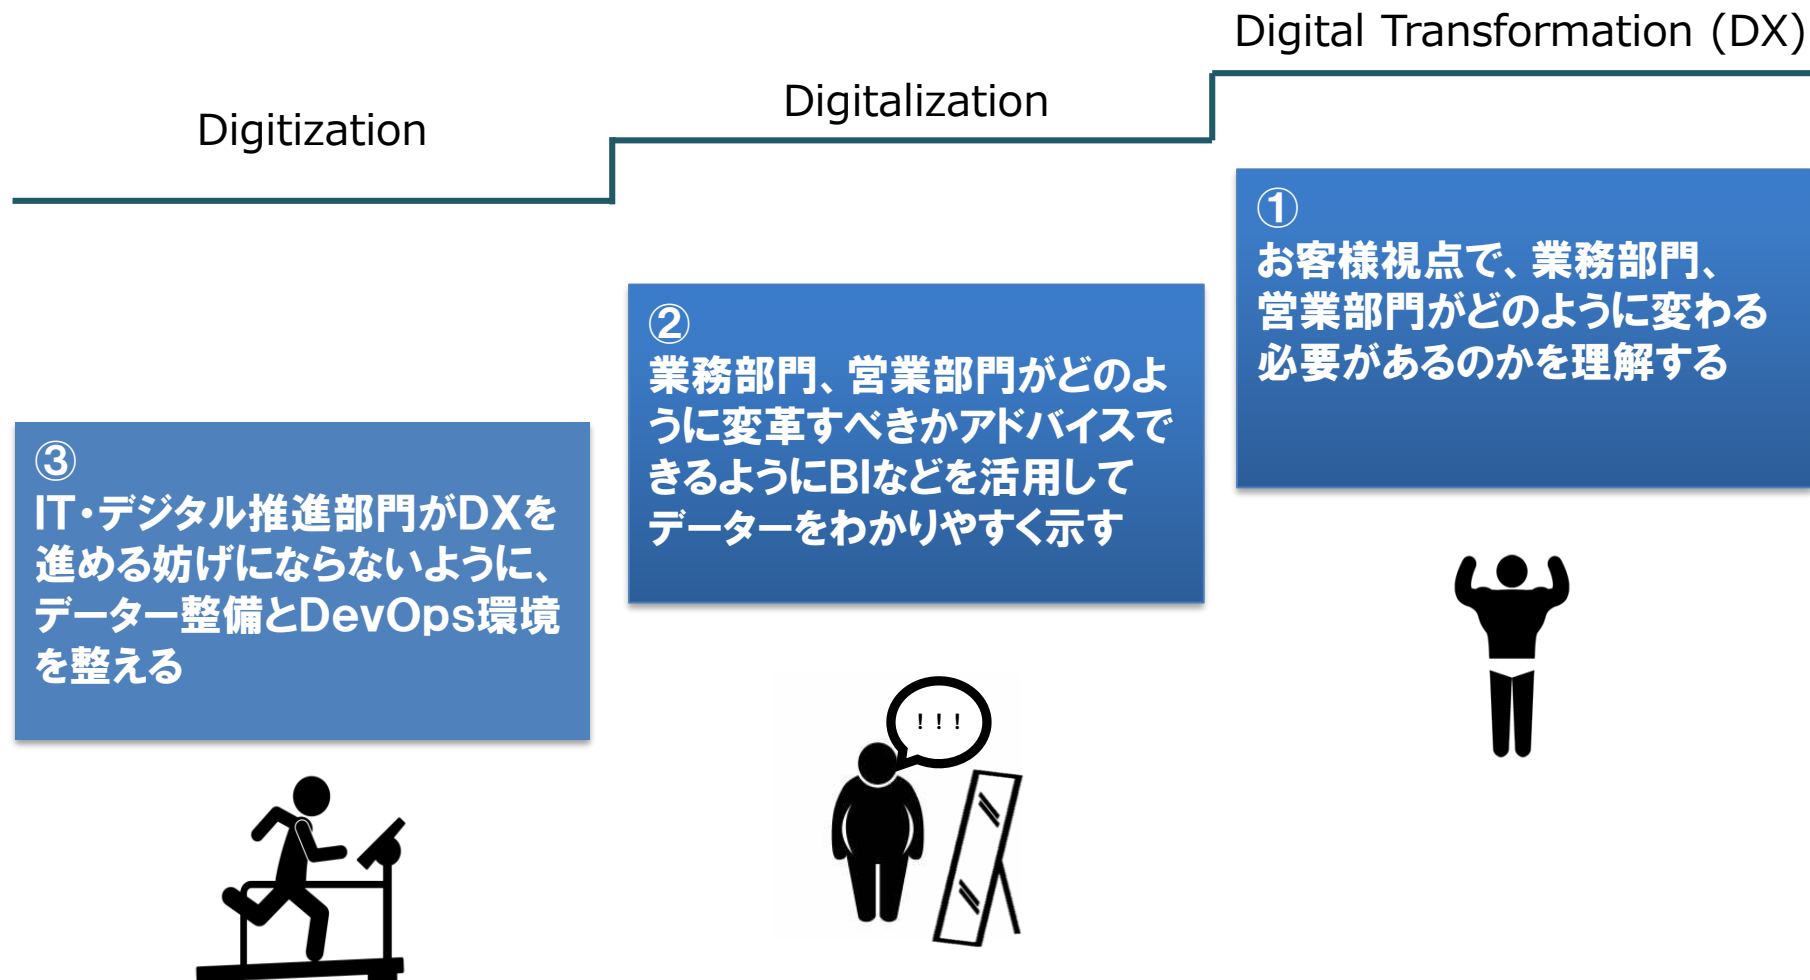 Digital Transformation (DX)
Digitalization
Digitization
①
お客様視点で、業務部門、
営業部門がどのように変わる
必要があるのかを理解する
②
業務部門、営業部門がどのよ
うに変革すべきかアドバイスで
きるようにBIなどを活用して
データーをわかりやすく示す
③
IT・デジタル推進部門がDXを
進める妨げにならないように、
データー整備とDevOps環境
を整える
！！！